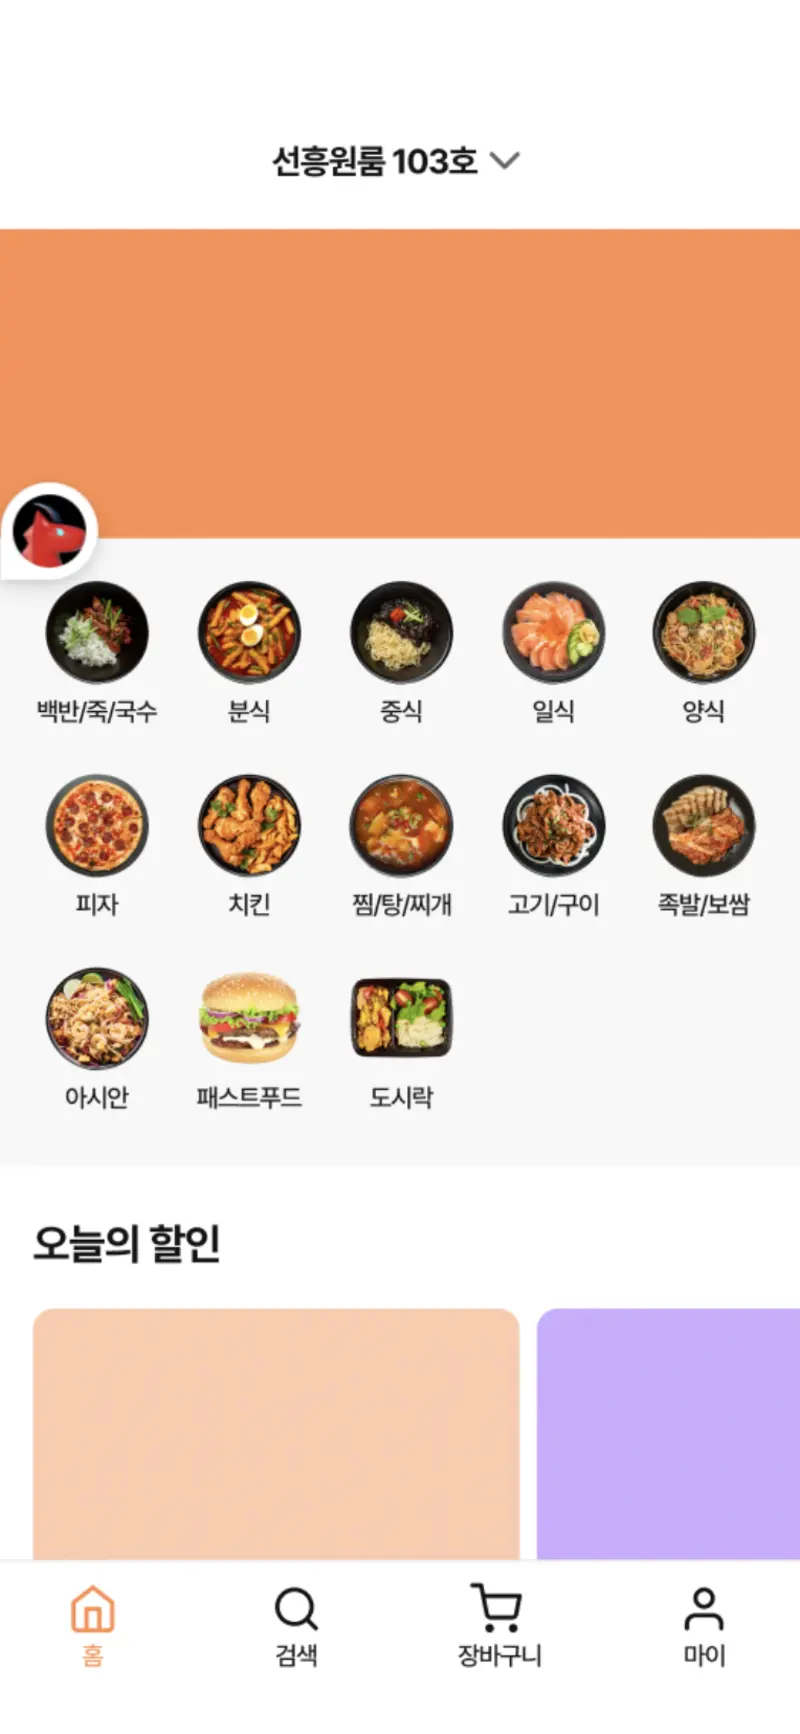 선흥원룸 103호
백반/죽/국수 분식 중식 일식 양식
피자 치킨 찜/탕/찌개 고기/구이 족발/보쌈
아시안 패스트푸드 도시락
오늘의 할인
홈 검색 장바구니 마이